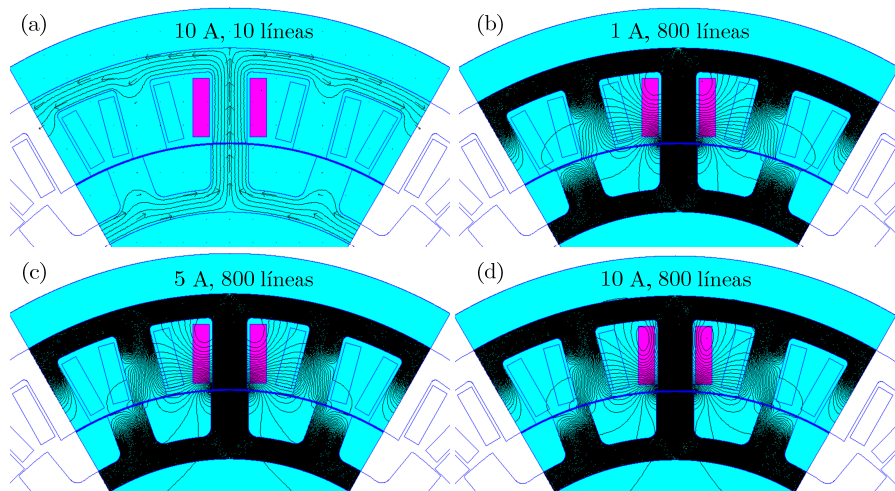 (a)
10 A, 10 líneas
(b)
1 A, 800 líneas
(c)
5 A, 800 líneas
(d)
10 A, 800 líneas